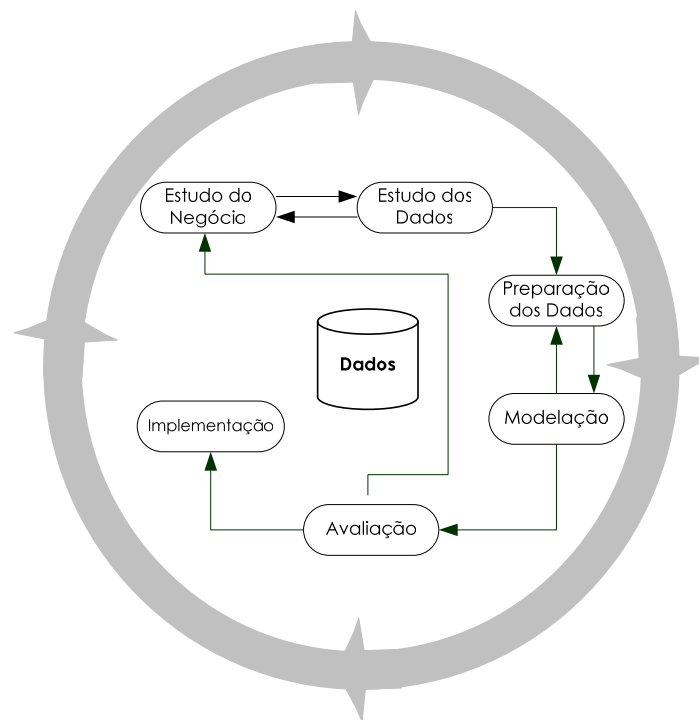 Estudo do
Negócio
Estudo dos
Dados
Preparação
dos Dados
Dados
Modelação
Implementação
Avaliação